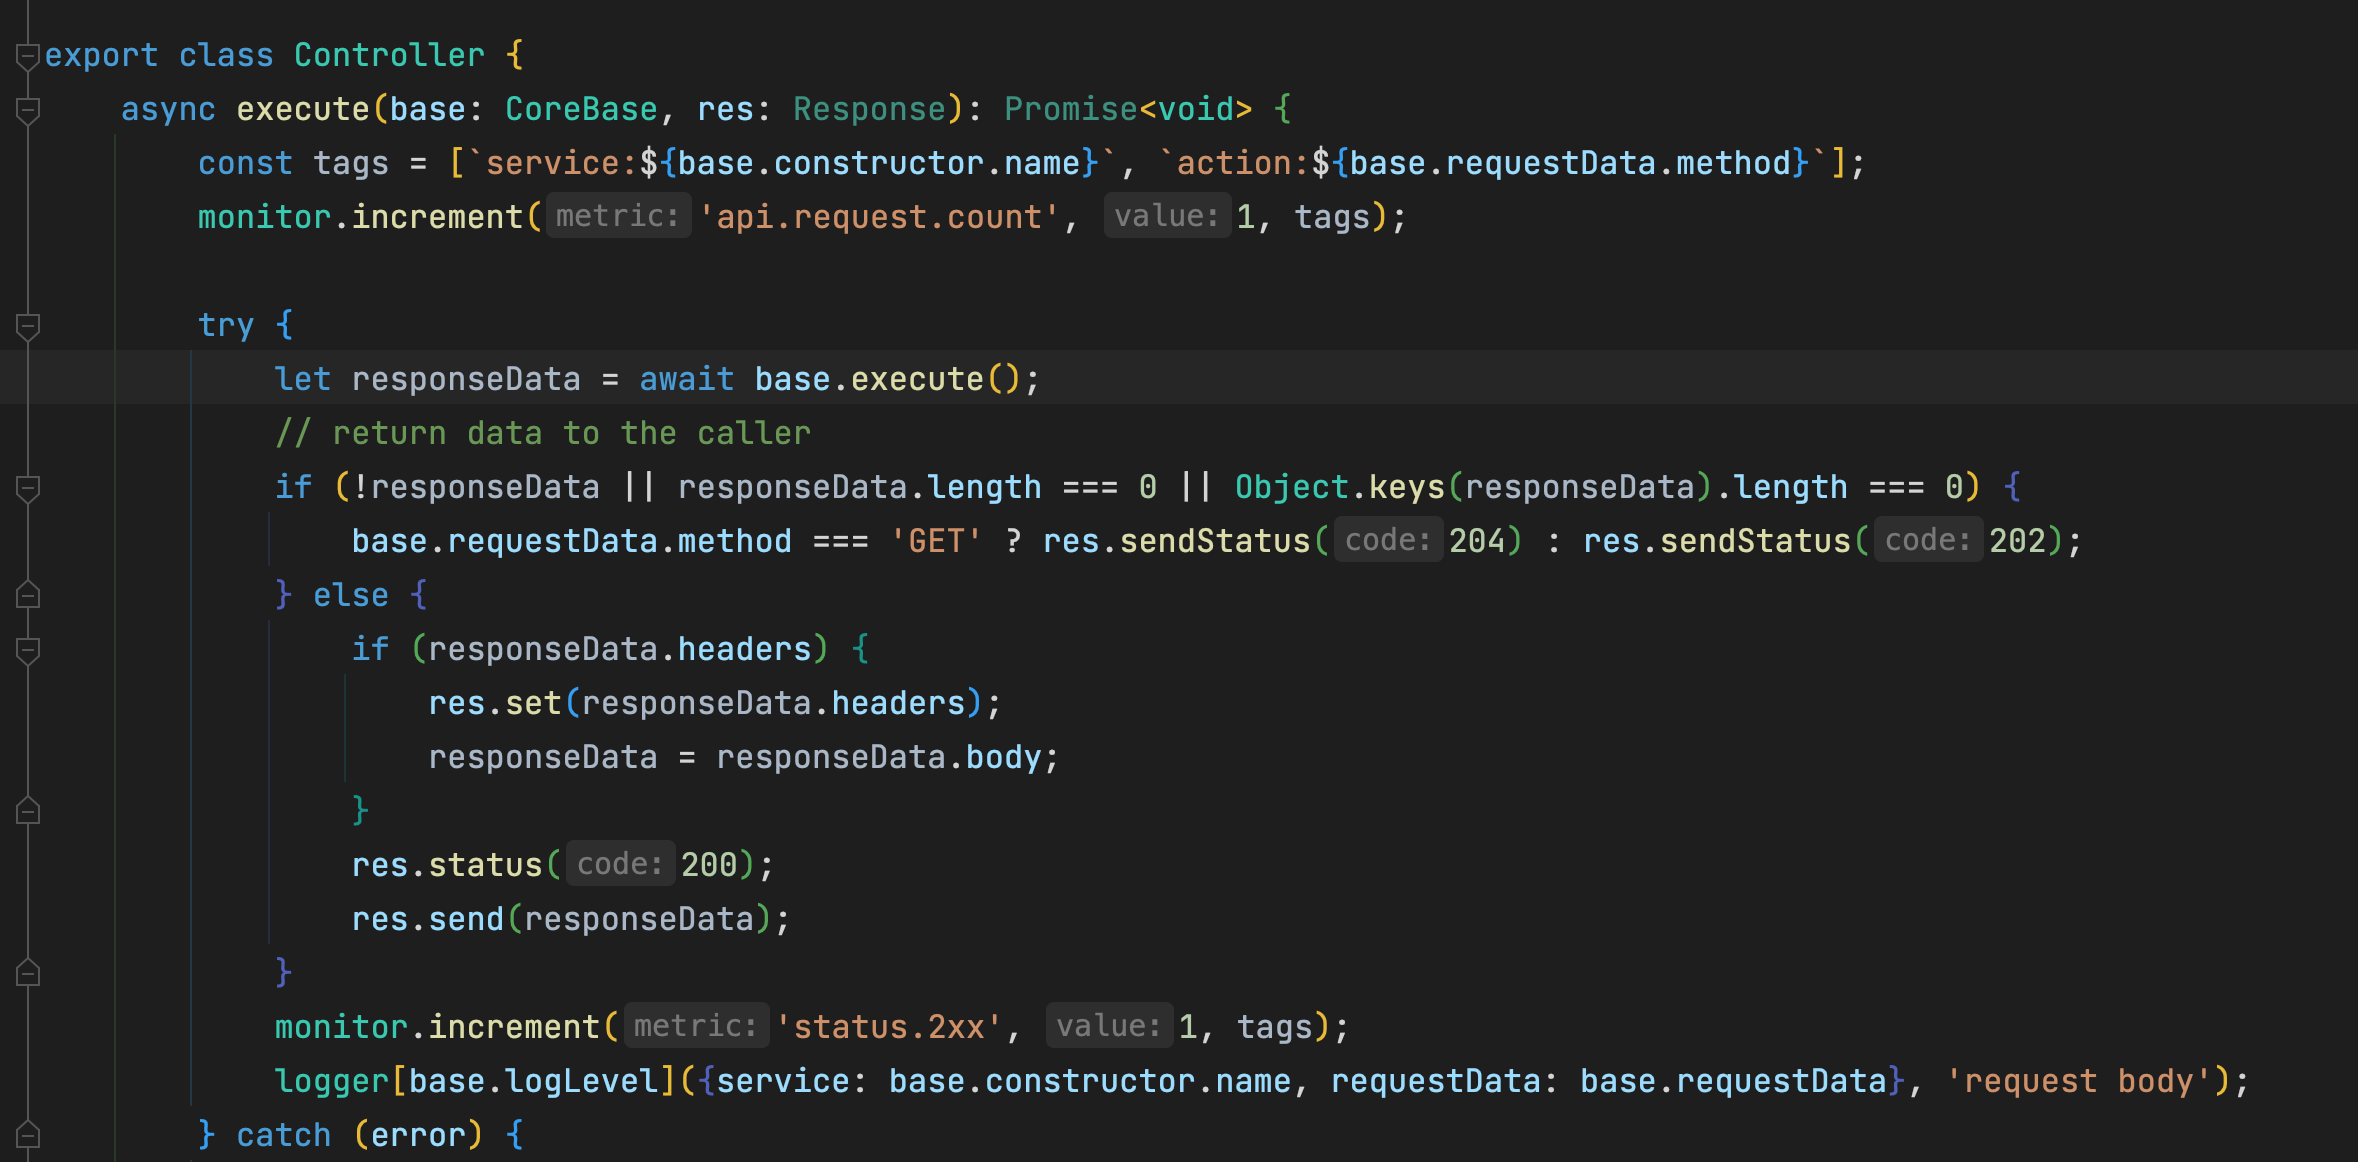 export class Controller {
async execute(base: CoreBase, res: Response): Promise<void> {
const tags = [`service:${base.constructor.name}`, `action:${base.requestData.method}`];
monitor.increment( metric: 'api.request.count', value: 1, tags);
try {
let responseData = await base.execute();
// return data to the caller
if (!responseData || responseData.length === 0 || Object.keys(responseData).length === 0) {
base.requestData.method === 'GET' ? res.sendStatus( code: 204) : res.sendStatus( code: 202);
} else {
if (responseData.headers) {
res.set(responseData.headers);
responseData = responseData.body;
}
res.status( code: 200);
res.send(responseData);
}
monitor.increment( metric: 'status.2xx', value: 1, tags);
logger[base.logLevel]({service: base.constructor.name, requestData: base.requestData}, 'request body');
} catch (error) {